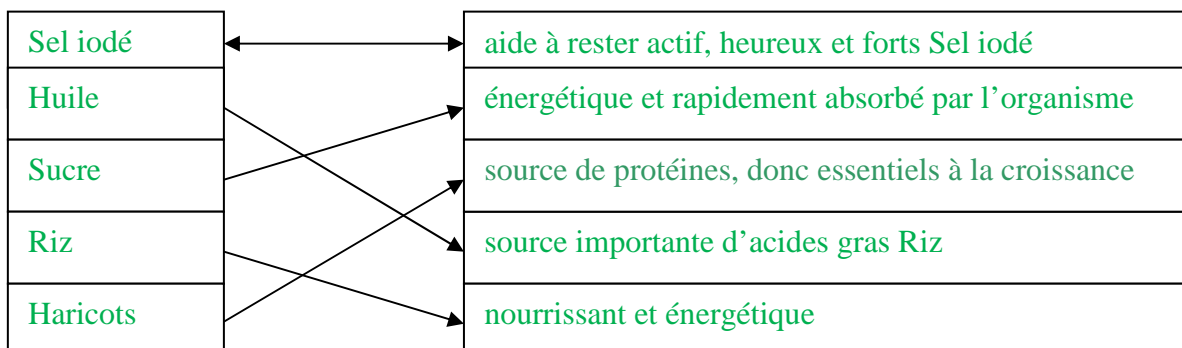 Sel iodé aide à rester actif, heureux et forts Sel iodé
Huile énergétique et rapidement absorbé par l’organisme
Sucre source de protéines, donc essentiels à la croissance
Riz source importante d’acides gras Riz
Haricots nourrissant et énergétique